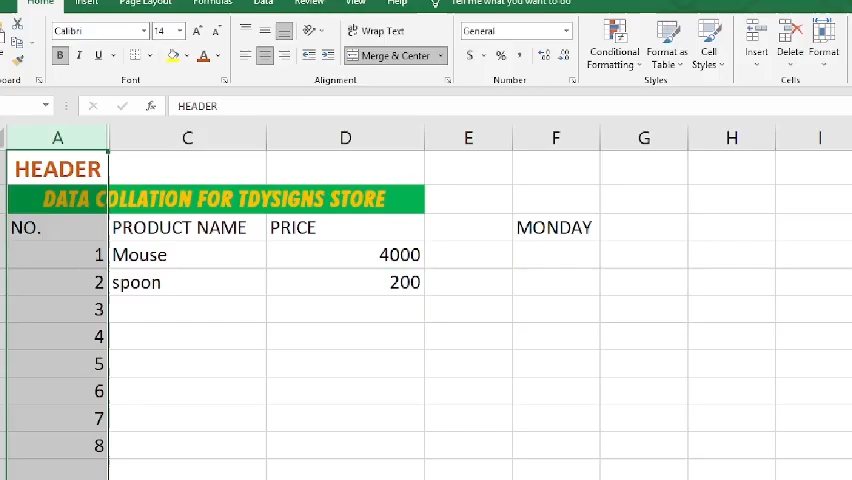 Home Insert Page Layout Formulas Data Review View Help Tell me what you want to do
Calibri 14 Wrap Text General
B I U Merge & Center $ % ,
Conditional Formatting Format as Table Cell Styles Insert Delete Format
Font Alignment Number Styles Cells
fx HEADER
A C D E F G H I
HEADER
DATA COLLATION FOR TDYSIGNS STORE
NO. PRODUCT NAME PRICE MONDAY
1 Mouse 4000
2 spoon 200
3
4
5
6
7
8